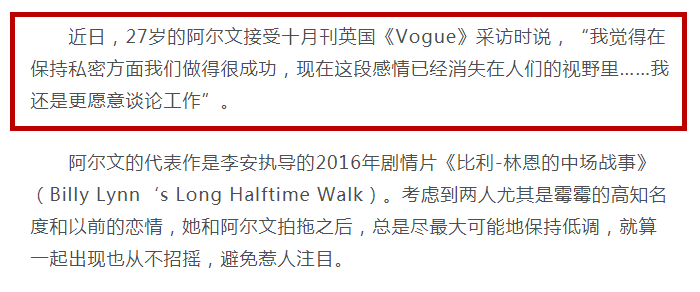 近日，27岁的阿尔文接受十月刊英国《Vogue》采访时说，“我觉得在
保持私密方面我们做得很成功，现在这段感情已经消失在人们的视野里……我
还是更愿意谈论工作”。
阿尔文的代表作是李安执导的2016年剧情片《比利-林恩的中场战事》
（Billy Lynn‘s Long Halftime Walk）。考虑到两人尤其是霉霉的高知名
度和以前的恋情，她和阿尔文拍拖之后，总是尽最大可能地保持低调，就算
一起出现也从不招摇，避免惹人注目。